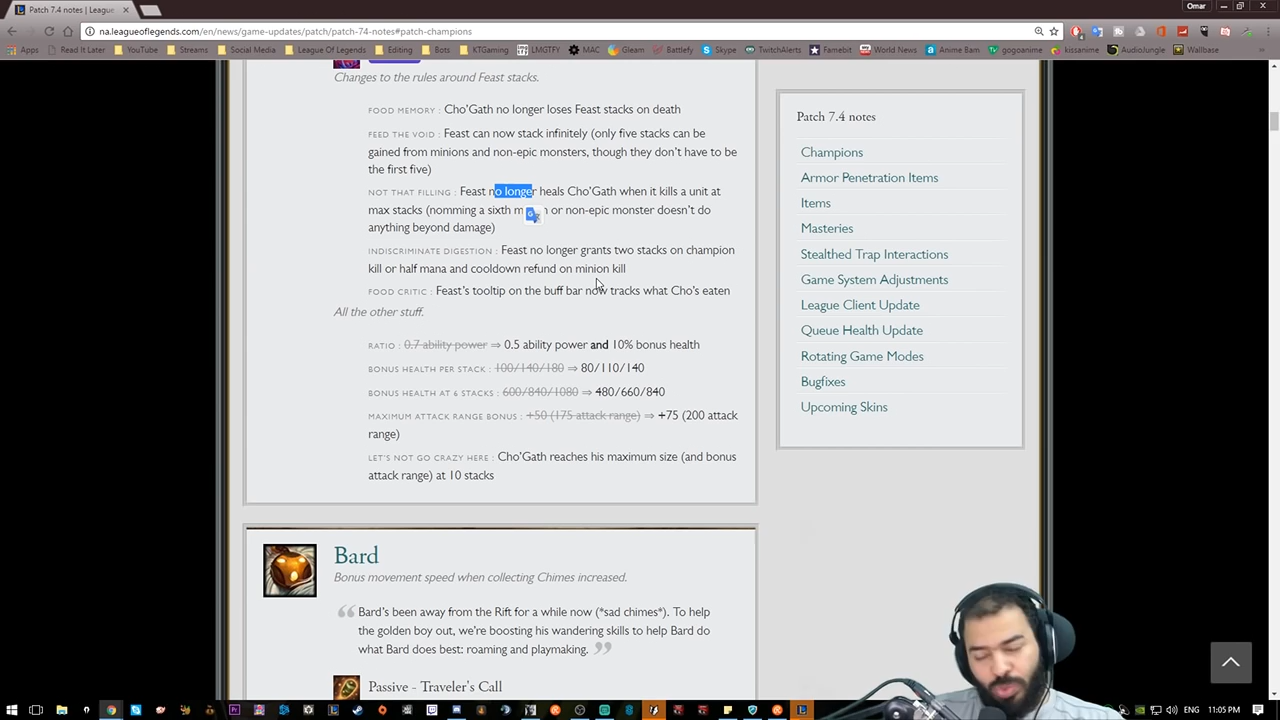 Patch 7.4 notes | League
Omar
na.leagueoflegends.com/en/news/game-updates/patch/patch-74-notes#patch-champions
Apps Read It Later YouTube Streams Social Media League Of Legends Editing Bots KTGaming LMGTFY MAC Gleam Battlefy Skype TwitchAlerts Famebit World News Anime Bam gogoanime kissanime AudioJungle Wallbase
Changes to the rules around Feast stacks.
FOOD MEMORY : Cho'Gath no longer loses Feast stacks on death
FEED THE VOID : Feast can now stack infinitely (only five stacks can be
gained from minions and non-epic monsters, though they don't have to be
the first five)
NOT THAT FILLING : Feast no longer heals Cho'Gath when it kills a unit at
max stacks (nomming a sixth or non-epic monster doesn't do
anything beyond damage)
INDISCRIMINATE DIGESTION : Feast no longer grants two stacks on champion
kill or half mana and cooldown refund on minion kill
FOOD CRITIC : Feast's tooltip on the buff bar now tracks what Cho's eaten
All the other stuff.
RATIO : 0.7 ability power ⇒ 0.5 ability power and 10% bonus health
BONUS HEALTH PER STACK : 100/140/180 ⇒ 80/110/140
BONUS HEALTH AT 6 STACKS : 600/840/1080 ⇒ 480/660/840
MAXIMUM ATTACK RANGE BONUS : +50 (175 attack range) ⇒ +75 (200 attack
range)
LET'S NOT GO CRAZY HERE : Cho'Gath reaches his maximum size (and bonus
attack range) at 10 stacks
Bard
Bonus movement speed when collecting Chimes increased.
Bard's been away from the Rift for a while now (*sad chimes*). To help
the golden boy out, we're boosting his wandering skills to help Bard do
what Bard does best: roaming and playmaking.
Passive - Traveler's Call
Patch 7.4 notes
Champions
Armor Penetration Items
Items
Masteries
Stealthed Trap Interactions
Game System Adjustments
League Client Update
Queue Health Update
Rotating Game Modes
Bugfixes
Upcoming Skins
ENG 11:05 PM